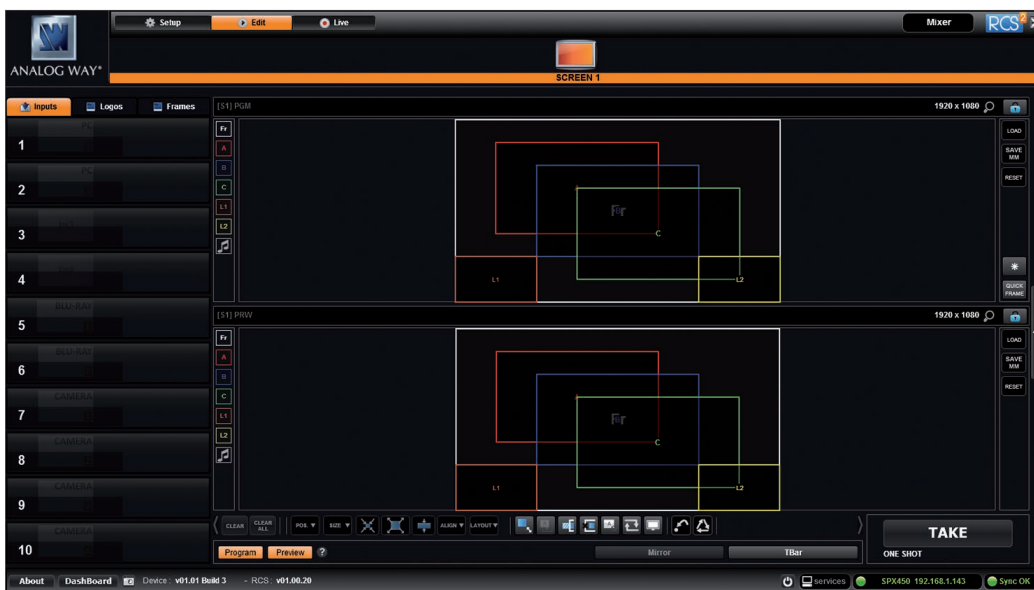 Setup Edit Live Mixer RCS²
ANALOG WAY®
SCREEN 1
Inputs Logos Frames
[S1] PGM 1920 x 1080
1 PC
2 PC
3
4
5 BLU-RAY
6 BLU-RAY
7 CAMERA
8 CAMERA
9 CAMERA
10 CAMERA
Fr
A
B
C
L1
L2
Fr
C
L1 L2
LOAD
SAVE MM
RESET
QUICK FRAME
[S1] PRW 1920 x 1080
Fr
A
B
C
L1
L2
Fr
C
L1 L2
LOAD
SAVE MM
RESET
CLEAR CLEAR ALL POS. SIZE ALIGN LAYOUT
Program Preview ? Mirror TBar
TAKE
ONE SHOT
About DashBoard Device : v01.01 Build 3 - RCS : v01.00.20 services SPX450 192.168.1.143 Sync OK